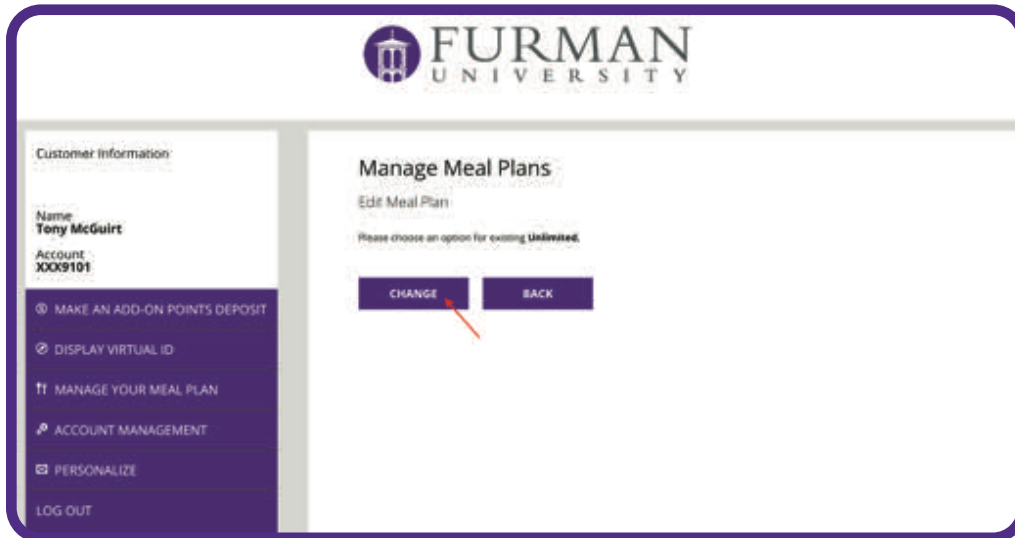 FURMAN
UNIVERSITY
Customer Information
Name
Tony McGuirt
Account
XXX9101
MAKE AN ADD-ON POINTS DEPOSIT
DISPLAY VIRTUAL ID
MANAGE YOUR MEAL PLAN
ACCOUNT MANAGEMENT
PERSONALIZE
LOG OUT
Manage Meal Plans
Edit Meal Plan
Please choose an option for existing Unlimited.
CHANGE
BACK